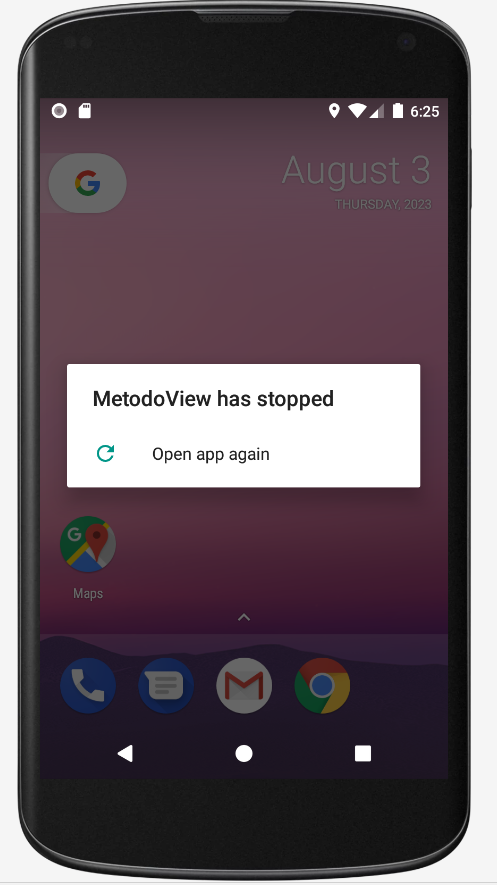 6:25
August 3
THURSDAY, 2023
MetodoView has stopped
Open app again
Maps